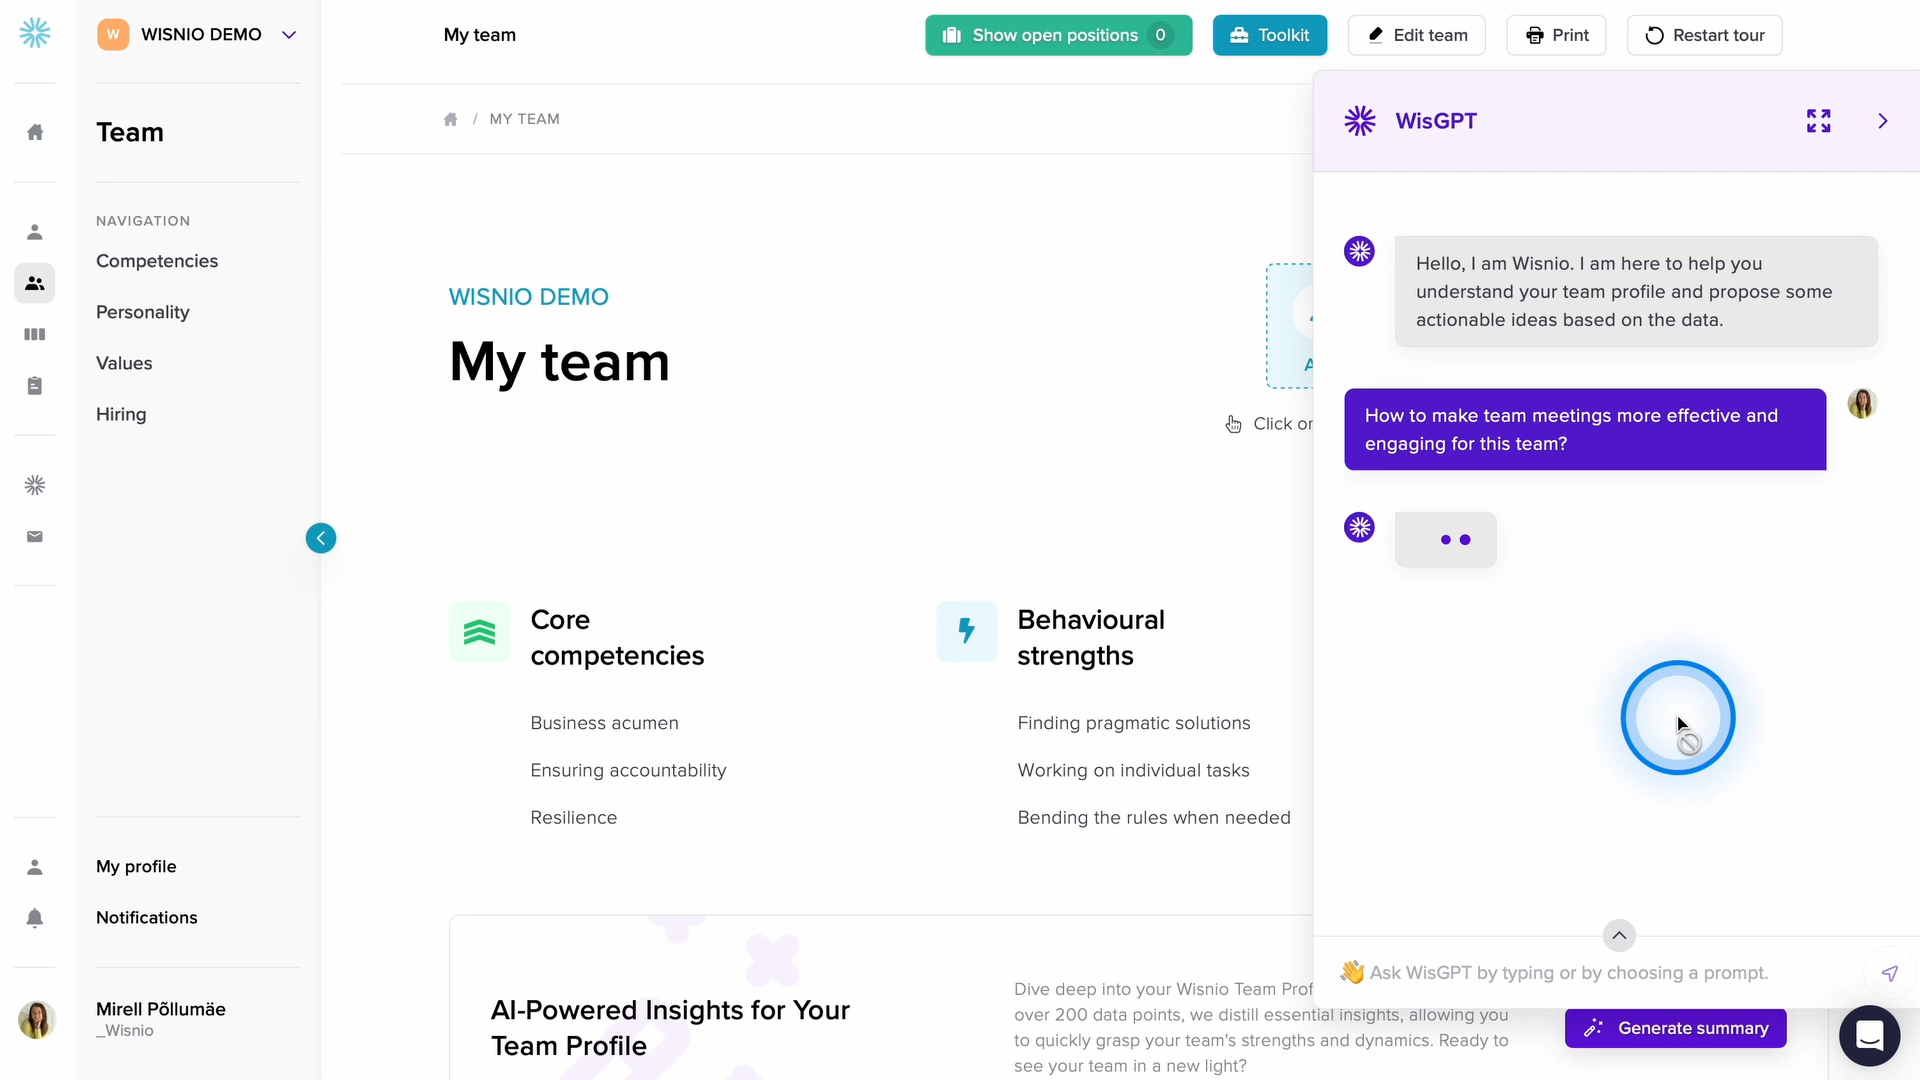 W WISNIO DEMO
My team
Show open positions 0
Toolkit
Edit team
Print
Restart tour
Team
/ MY TEAM
WisGPT
NAVIGATION
Competencies
Personality
Values
Hiring
WISNIO DEMO
My team
Click or
Hello, I am Wisnio. I am here to help you
understand your team profile and propose some
actionable ideas based on the data.
How to make team meetings more effective and
engaging for this team?
Core
competencies
Business acumen
Ensuring accountability
Resilience
Behavioural
strengths
Finding pragmatic solutions
Working on individual tasks
Bending the rules when needed
My profile
Notifications
Mirell Põllumäe
_Wisnio
AI-Powered Insights for Your
Team Profile
Dive deep into your Wisnio Team Prof
over 200 data points, we distill essential insights, allowing you
to quickly grasp your team's strengths and dynamics. Ready to
see your team in a new light?
Ask WisGPT by typing or by choosing a prompt.
Generate summary